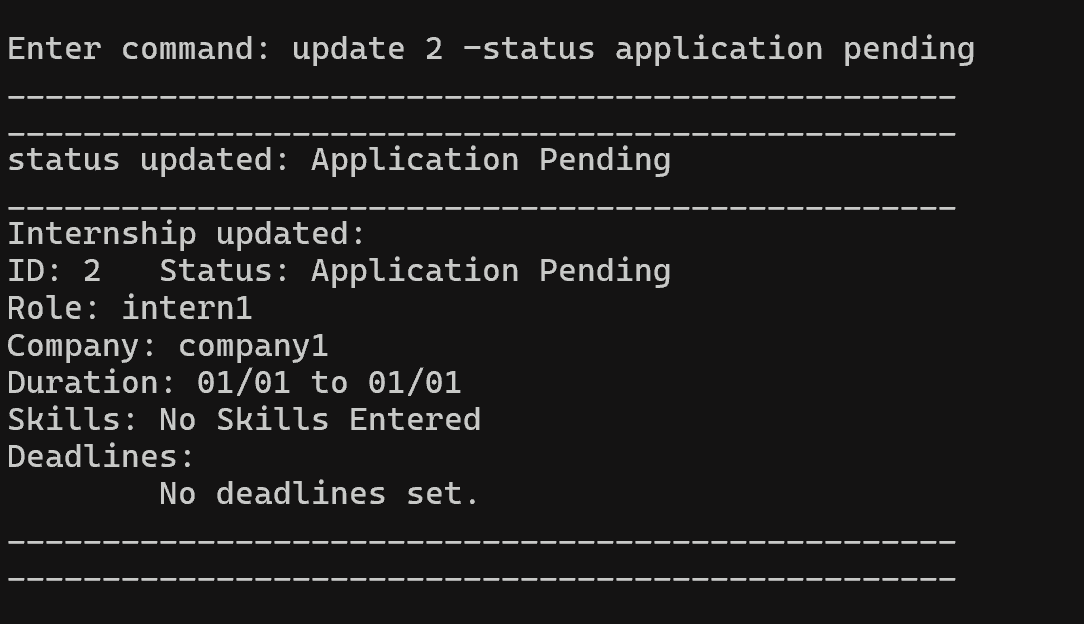 Enter command: update 2 -status application pending
__________________________________________________
__________________________________________________
status updated: Application Pending
__________________________________________________
Internship updated:
ID: 2   Status: Application Pending
Role: intern1
Company: company1
Duration: 01/01 to 01/01
Skills: No Skills Entered
Deadlines:
        No deadlines set.
__________________________________________________
__________________________________________________